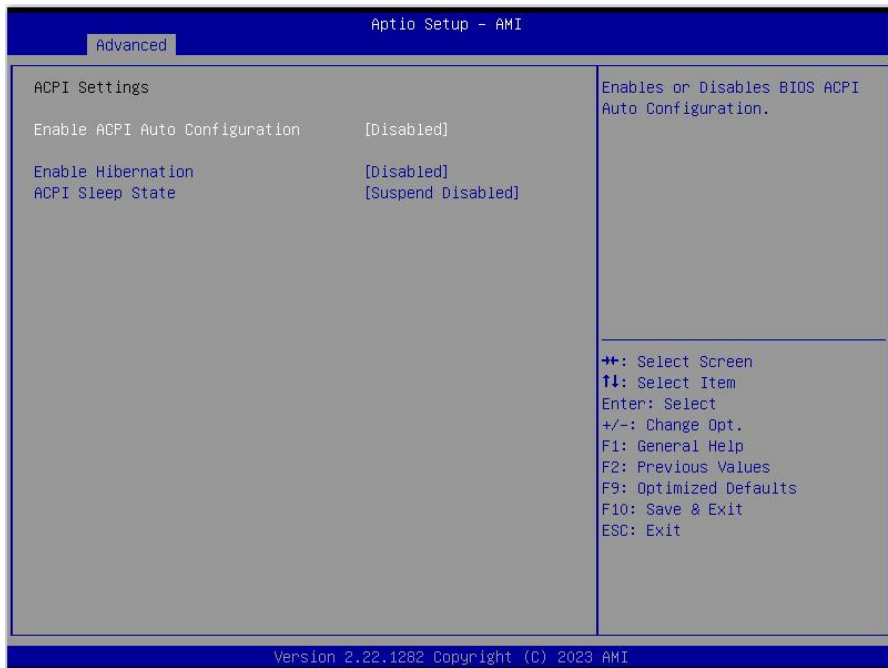 Aptio Setup – AMI
Advanced
ACPI Settings
Enable ACPI Auto Configuration [Disabled]
Enable Hibernation [Disabled]
ACPI Sleep State [Suspend Disabled]
Enables or Disables BIOS ACPI
Auto Configuration.
→←: Select Screen
↑↓: Select Item
Enter: Select
+/-: Change Opt.
F1: General Help
F2: Previous Values
F9: Optimized Defaults
F10: Save & Exit
ESC: Exit
Version 2.22.1282 Copyright (C) 2023 AMI